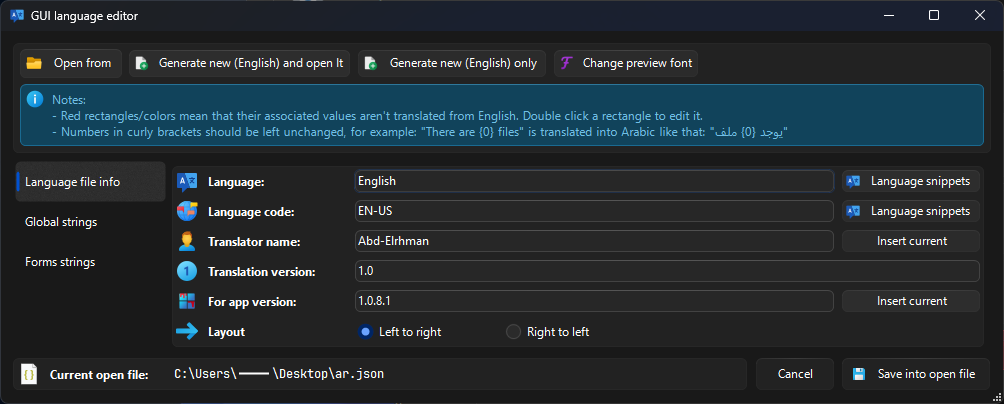 GUI language editor
Open from
Generate new (English) and open It
Generate new (English) only
Change preview font
Notes:
- Red rectangles/colors mean that their associated values aren't translated from English. Double click a rectangle to edit it.
- Numbers in curly brackets should be left unchanged, for example: "There are {0} files" is translated into Arabic like that: "يوجد {0} ملف"
Language file info
Global strings
Forms strings
Language:
English
Language snippets
Language code:
EN-US
Language snippets
Translator name:
Abd-Elrhman
Insert current
Translation version:
1.0
For app version:
1.0.8.1
Insert current
Layout
Left to right
Right to left
Current open file:
C:\Users\ \Desktop\ar.json
Cancel
Save into open file